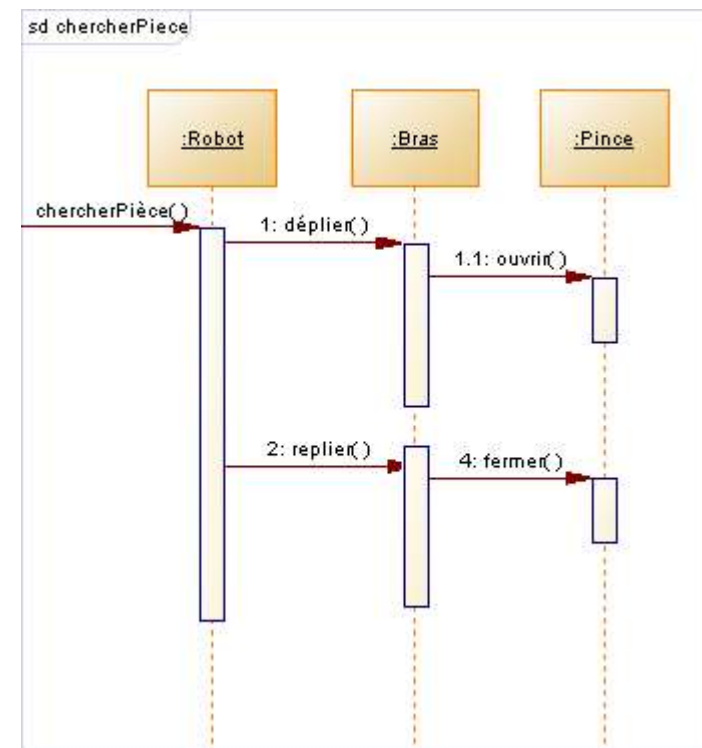 sd chercherPiece
:Robot
:Bras
:Pince
chercherPièce()
1: déplier()
1.1: ouvrir()
2: replier()
4: fermer()